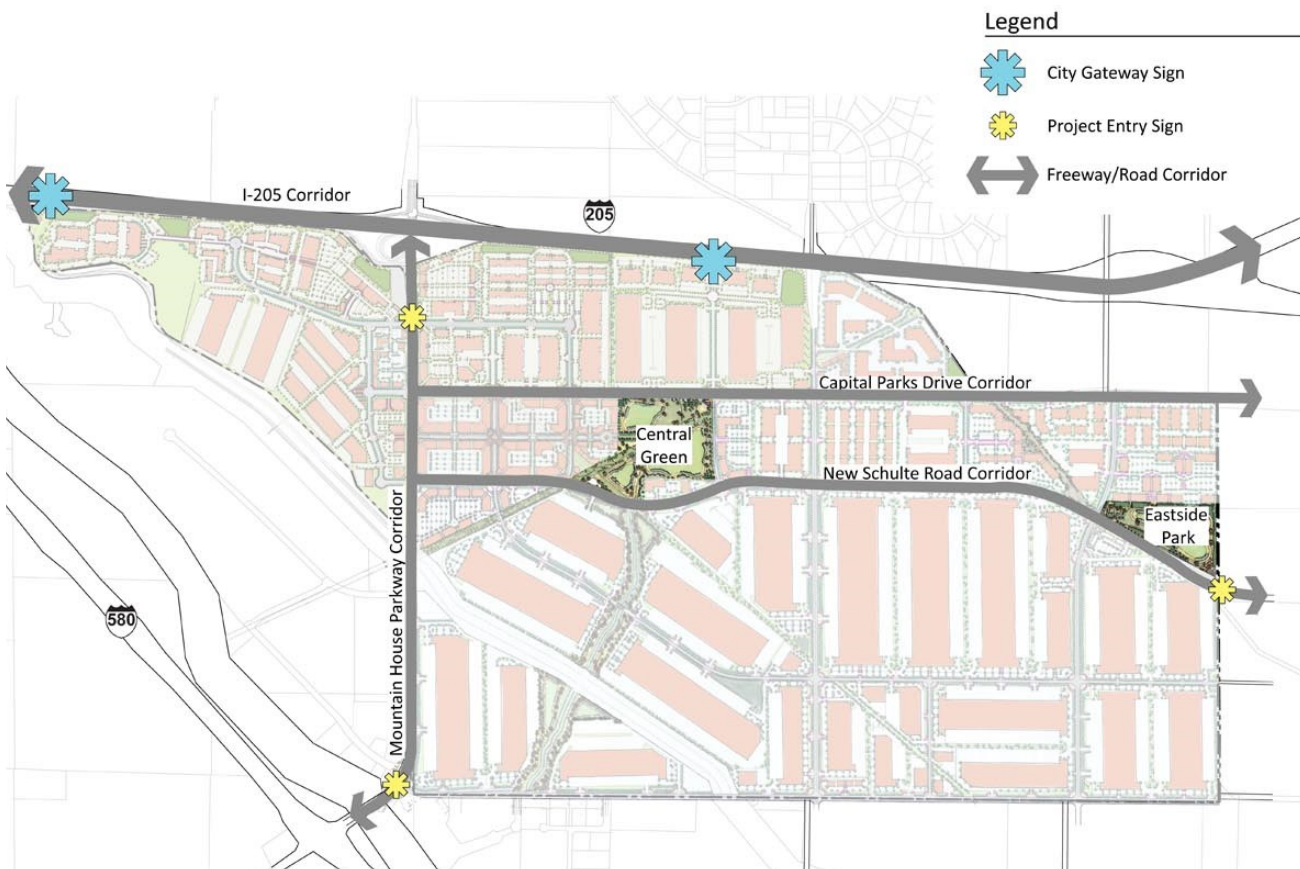 Legend
City Gateway Sign
Project Entry Sign
Freeway/Road Corridor
I-205 Corridor
205
Capital Parks Drive Corridor
Central
Green
New Schulte Road Corridor
Eastside
Park
Mountain House Parkway Corridor
580